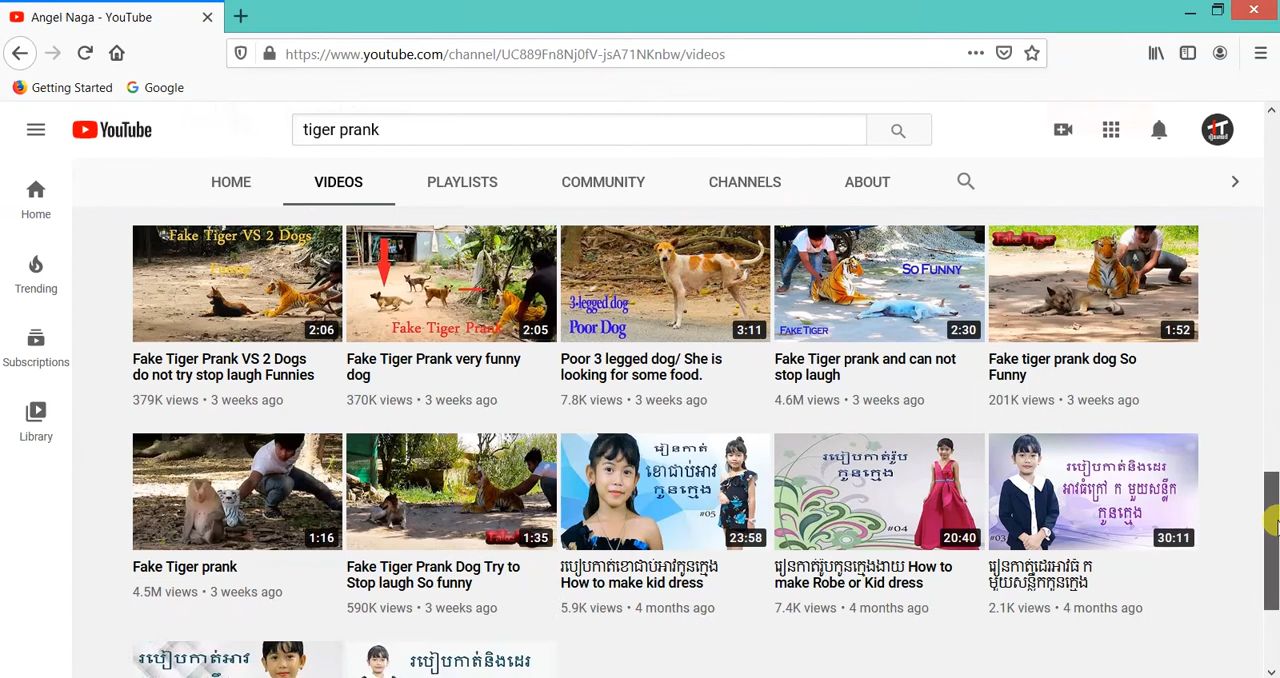 Angel Naga - YouTube
https://www.youtube.com/channel/UC889Fn8Nj0fV-jsA71NKnbw/videos
Getting Started
Google
YouTube
tiger prank
HOME
VIDEOS
PLAYLISTS
COMMUNITY
CHANNELS
ABOUT
Home
Trending
Subscriptions
Library
Fake Tiger VS 2 Dogs
Funny
2:06
Fake Tiger Prank
2:05
3-legged dog
Poor Dog
3:11
SO FUNNY
FAKE TIGER
2:30
Fake Tiger
1:52
Fake Tiger Prank VS 2 Dogs
do not try stop laugh Funnies
379K views • 3 weeks ago
Fake Tiger Prank very funny
dog
370K views • 3 weeks ago
Poor 3 legged dog/ She is
looking for some food.
7.8K views • 3 weeks ago
Fake Tiger prank and can not
stop laugh
4.6M views • 3 weeks ago
Fake tiger prank dog So
Funny
201K views • 3 weeks ago
1:16
Fake
1:35
រៀនកាត់
ខោជាប់អាវ
កូនក្មេង
#05
23:58
របៀបកាត់រ៉ូប
កូនក្មេង
#04
20:40
របៀបកាត់និងដេរ
អាវធំក្រៅ ក មួយសន្លឹក
កូនក្មេង
#03
30:11
Fake Tiger prank
4.5M views • 3 weeks ago
Fake Tiger Prank Dog Try to
Stop laugh So funny
590K views • 3 weeks ago
របៀបកាត់ខោជាប់អាវកូនក្មេង
How to make kid dress
5.9K views • 4 months ago
រៀនកាត់រ៉ូបកូនក្មេងងាយ How to
make Robe or Kid dress
7.4K views • 4 months ago
រៀនកាត់ដេរអាវធំ ក
មួយសន្លឹកកូនក្មេង
2.1K views • 4 months ago
របៀបកាត់អាវ
របៀបកាត់និងដេរ